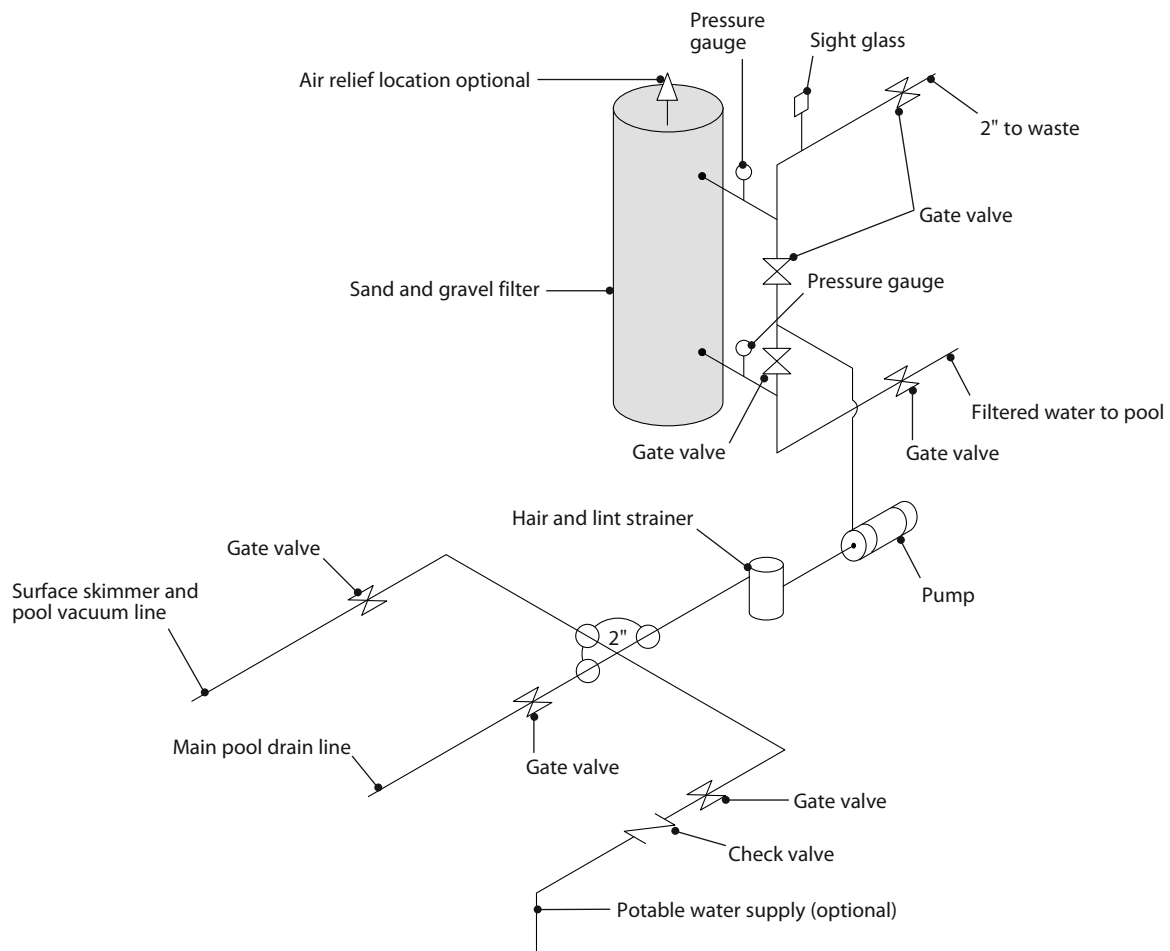 Pressure
gauge
Sight glass
Air relief location optional
2" to waste
Gate valve
Sand and gravel filter
Pressure gauge
Filtered water to pool
Gate valve
Gate valve
Hair and lint strainer
Gate valve
Surface skimmer and
pool vacuum line
Pump
2"
Main pool drain line
Gate valve
Gate valve
Check valve
Potable water supply (optional)